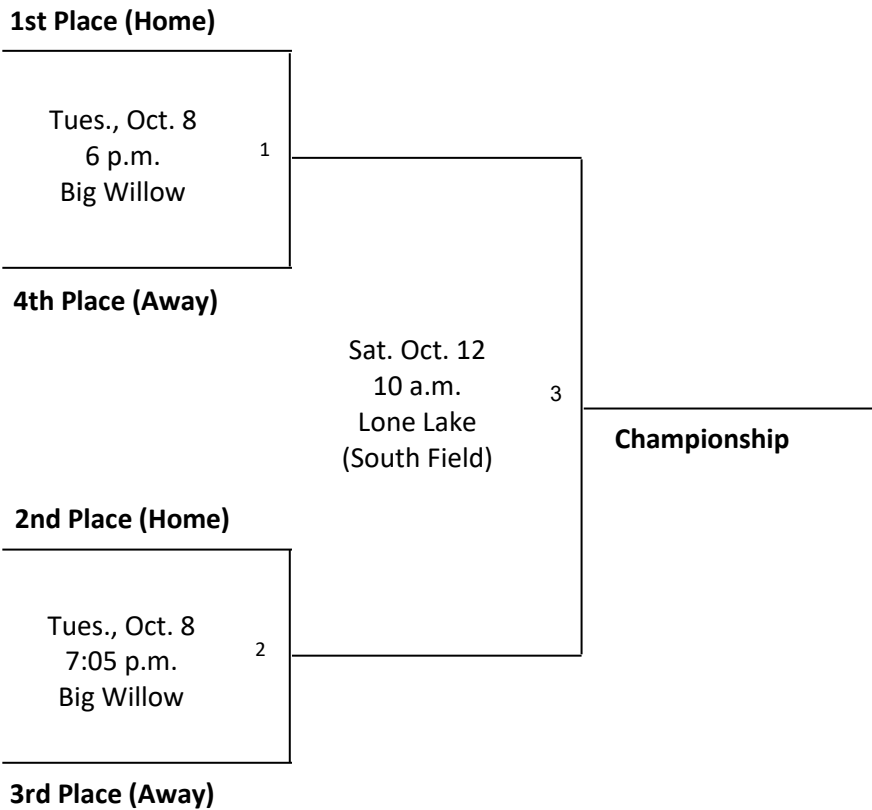 1st Place (Home)
Tues., Oct. 8
6 p.m.
Big Willow
1
4th Place (Away)
Sat. Oct. 12
10 a.m.
Lone Lake
(South Field)
3
Championship
2nd Place (Home)
Tues., Oct. 8
7:05 p.m.
Big Willow
2
3rd Place (Away)